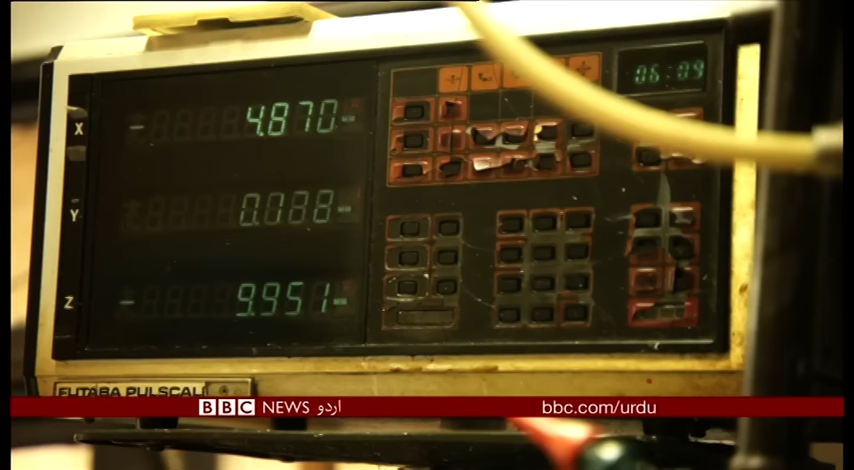 06:09
X -4.870
Y 0.088
Z -9.951
FUTABA PULSCALE
BBC NEWS اردو
bbc.com/urdu